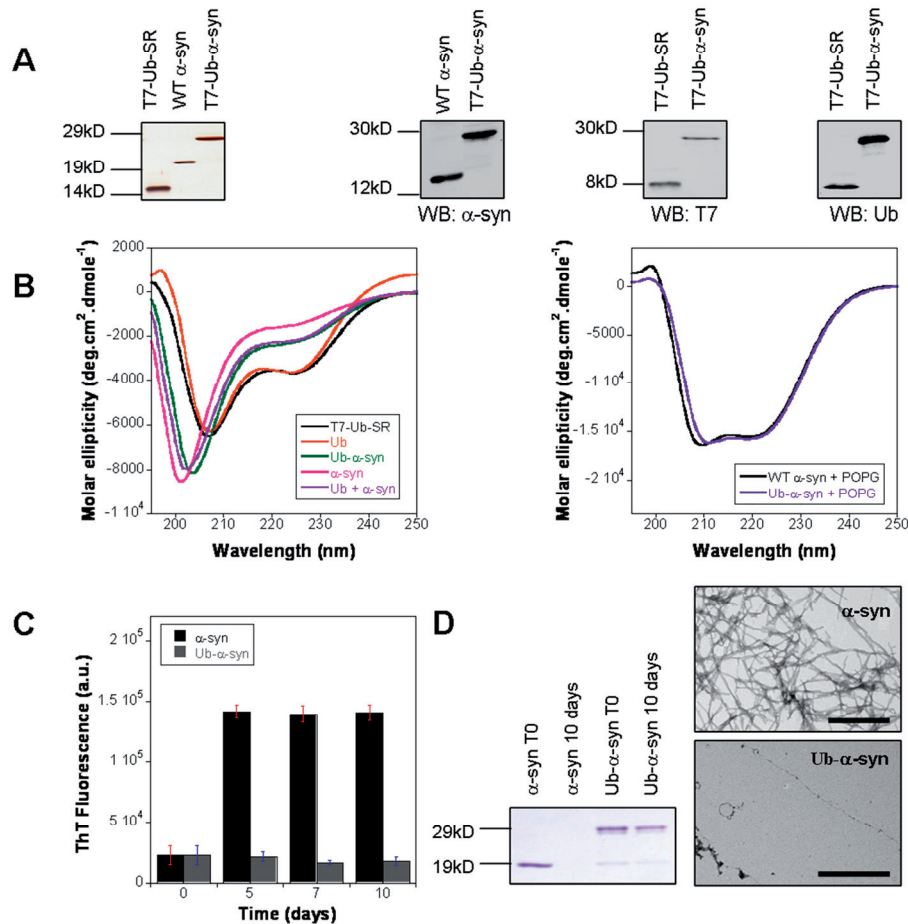 A
T7-Ub-SR
WT α-syn
T7-Ub-α-syn
29kD
19kD
14kD
WT α-syn
T7-Ub-α-syn
30kD
12kD
WB: α-syn
T7-Ub-SR
T7-Ub-α-syn
30kD
8kD
WB: T7
T7-Ub-SR
T7-Ub-α-syn
WB: Ub
B
Molar ellipticity (deg.cm².dmole⁻¹)
2000
0
-2000
-4000
-6000
-8000
-1 10⁴
200 210 220 230 240 250
Wavelength (nm)
T7-Ub-SR
Ub
Ub-α-syn
α-syn
Ub + α-syn
Molar ellipticity (deg.cm².dmole⁻¹)
0
-5000
-1 10⁴
-1.5 10⁴
-2 10⁴
200 210 220 230 240 250
Wavelength (nm)
WT α-syn + POPG
Ub-α-syn + POPG
C
ThT Fluorescence (a.u.)
2 10⁵
1.5 10⁵
1 10⁵
5 10⁴
0 10⁰
0 5 7 10
Time (days)
α-syn
Ub-α-syn
D
α-syn T0
α-syn 10 days
Ub-α-syn T0
Ub-α-syn 10 days
29kD
19kD
α-syn
Ub-α-syn